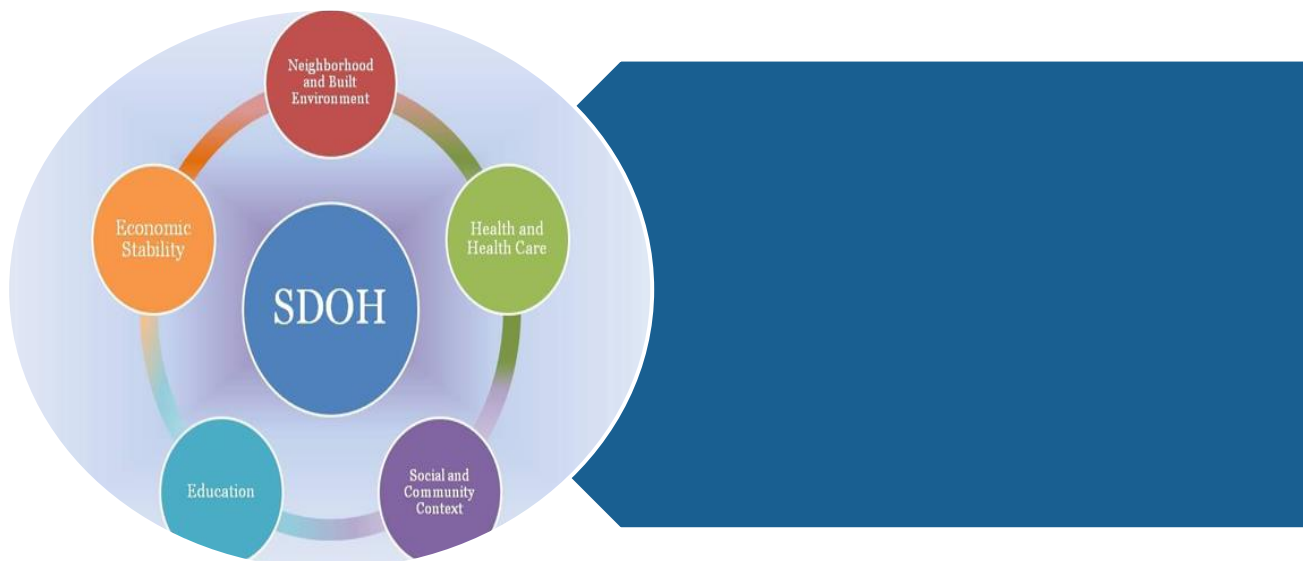 Neighborhood
and Built
Environment
Economic
Stability
Health and
Health Care
SDOH
Education
Social and
Community
Context